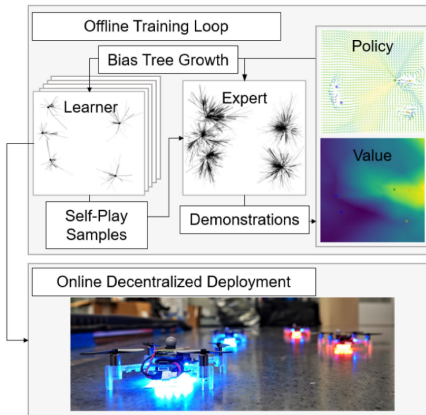 Offline Training Loop
Bias Tree Growth
Learner
Expert
Policy
Value
Self-Play
Samples
Demonstrations
Online Decentralized Deployment